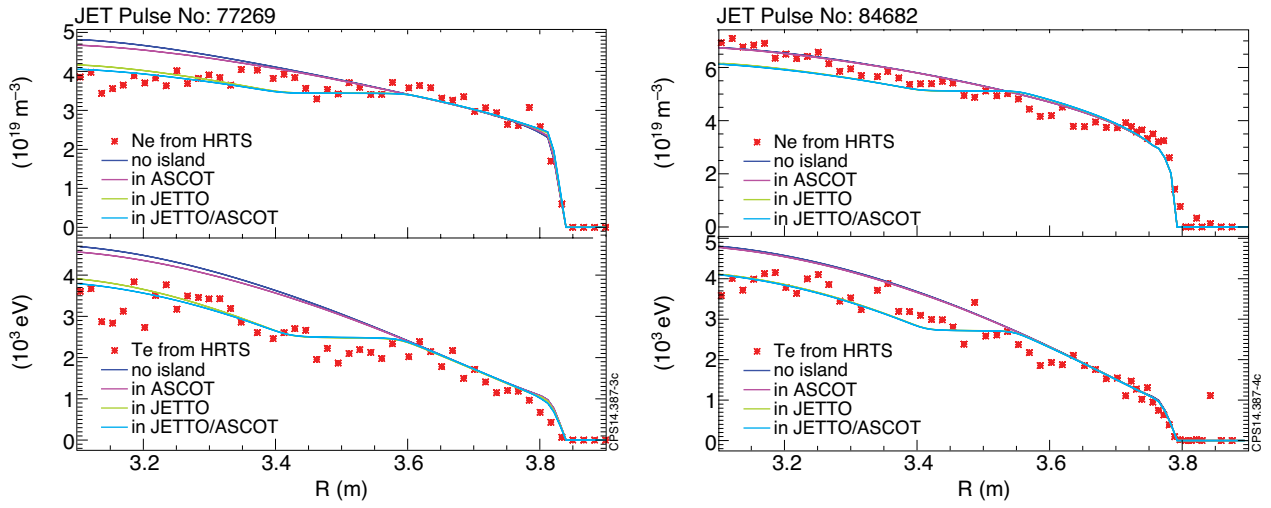 JET Pulse No: 77269
5
4
3
2
1
0
(10¹⁹ m⁻³)
Ne from HRTS
no island
in ASCOT
in JETTO
in JETTO/ASCOT
4
3
2
1
0
(10³ eV)
Te from HRTS
no island
in ASCOT
in JETTO
in JETTO/ASCOT
3.2 3.4 3.6 3.8
R (m)
CPS14.387-3c
JET Pulse No: 84682
6
4
2
0
(10¹⁹ m⁻³)
Ne from HRTS
no island
in ASCOT
in JETTO
in JETTO/ASCOT
5
4
3
2
1
0
(10³ eV)
Te from HRTS
no island
in ASCOT
in JETTO
in JETTO/ASCOT
3.2 3.4 3.6 3.8
R (m)
CPS14.387-4c